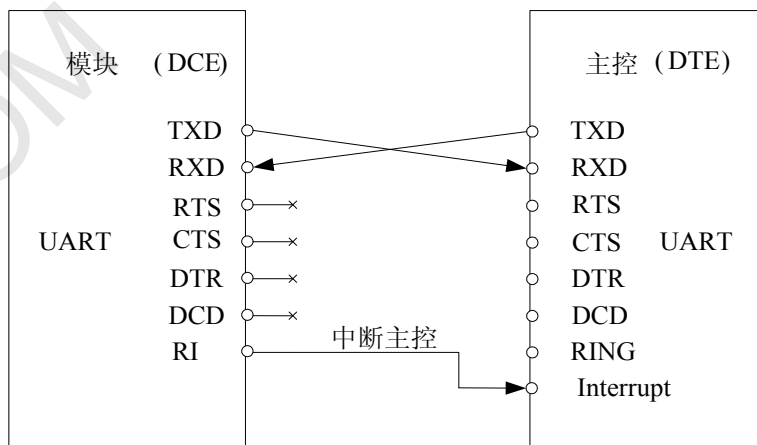 COM
模块 (DCE)
TXD
RXD
RTS
UART CTS
DTR
DCD
RI
中断主控
主控 (DTE)
TXD
RXD
RTS
CTS UART
DTR
DCD
RING
Interrupt